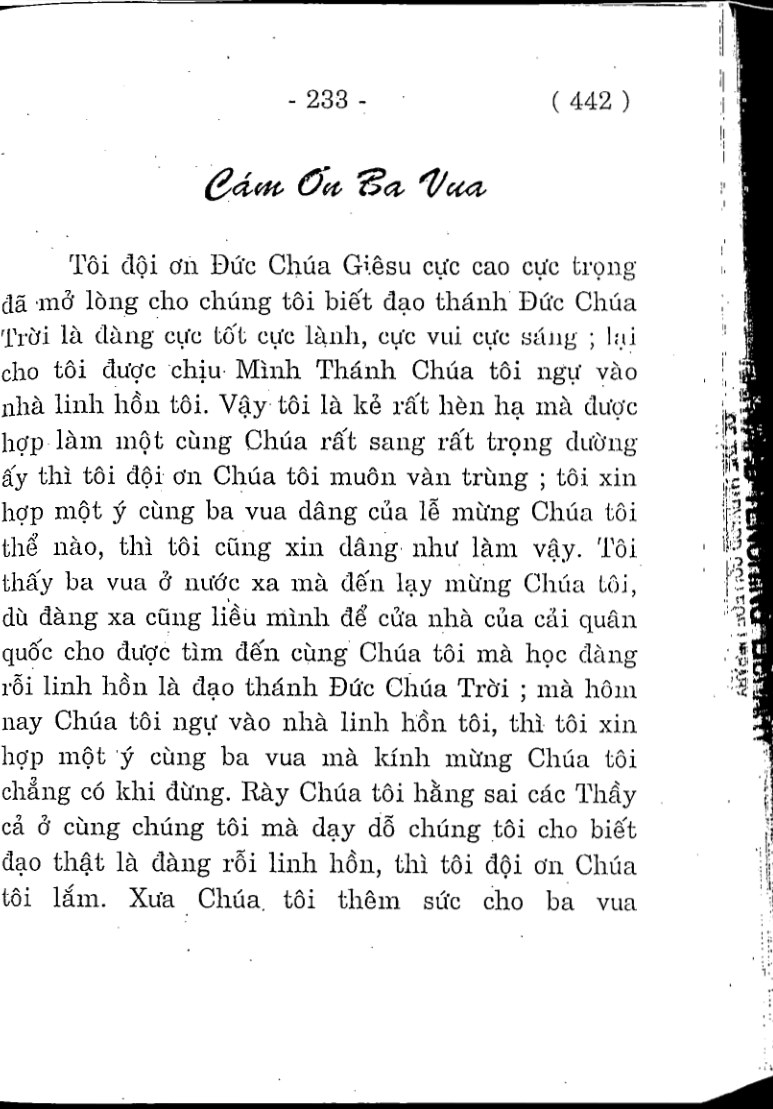 - 233 - ( 442 )
Cám Ơn Ba Vua
Tôi đội ơn Đức Chúa Giêsu cực cao cực trọng
đã mở lòng cho chúng tôi biết đạo thánh Đức Chúa
Trời là đàng cực tốt cực lành, cực vui cực sáng ; lại
cho tôi được chịu Mình Thánh Chúa tôi ngự vào
nhà linh hồn tôi. Vậy tôi là kẻ rất hèn hạ mà được
hợp làm một cùng Chúa rất sang rất trọng dường
ấy thì tôi đội ơn Chúa tôi muôn vàn trùng ; tôi xin
hợp một ý cùng ba vua dâng của lễ mừng Chúa tôi
thể nào, thì tôi cũng xin dâng như làm vậy. Tôi
thấy ba vua ở nước xa mà đến lạy mừng Chúa tôi,
dù đàng xa cũng liều mình để cửa nhà của cải quân
quốc cho được tìm đến cùng Chúa tôi mà học đàng
rỗi linh hồn là đạo thánh Đức Chúa Trời ; mà hôm
nay Chúa tôi ngự vào nhà linh hồn tôi, thì tôi xin
hợp một ý cùng ba vua mà kính mừng Chúa tôi
chẳng có khi đừng. Rày Chúa tôi hằng sai các Thầy
cả ở cùng chúng tôi mà dạy dỗ chúng tôi cho biết
đạo thật là đàng rỗi linh hồn, thì tôi đội ơn Chúa
tôi lắm. Xưa Chúa tôi thêm sức cho ba vua